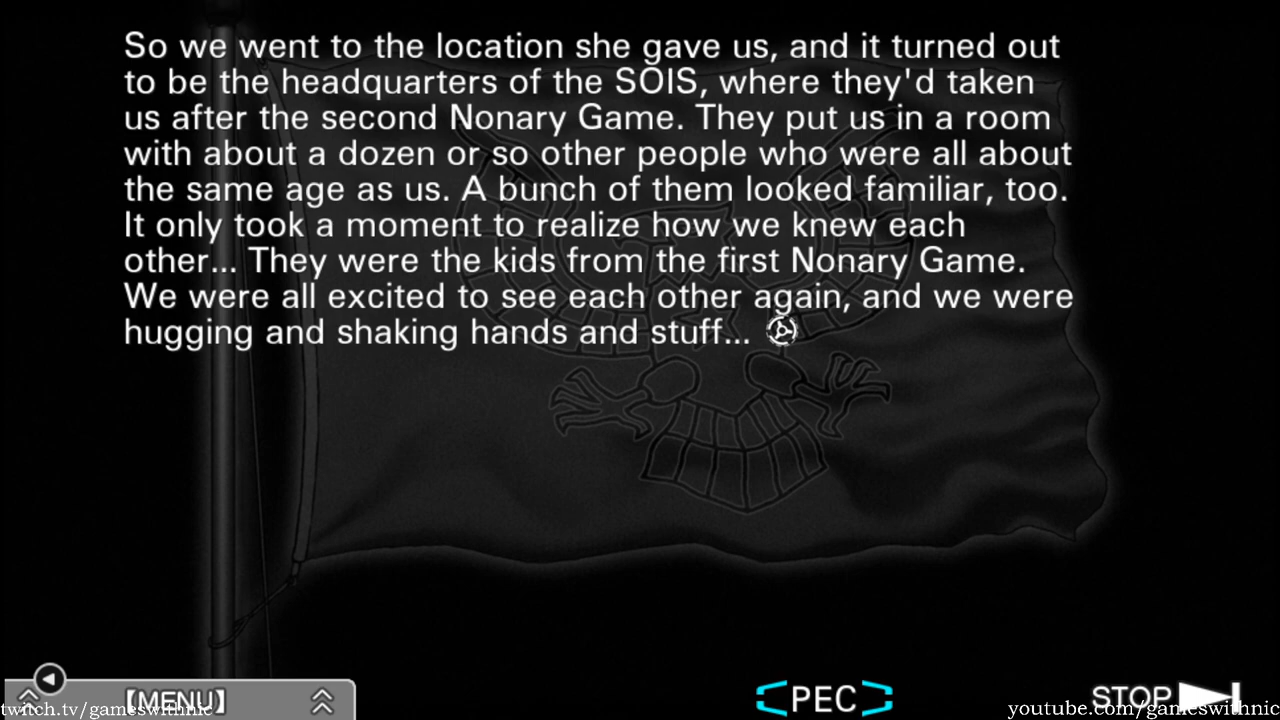 So we went to the location she gave us, and it turned out
to be the headquarters of the SOIS, where they'd taken
us after the second Nonary Game. They put us in a room
with about a dozen or so other people who were all about
the same age as us. A bunch of them looked familiar, too.
It only took a moment to realize how we knew each
other... They were the kids from the first Nonary Game.
We were all excited to see each other again, and we were
hugging and shaking hands and stuff...
【MENU】
PEC
STOP
twitch.tv/gameswithnic
youtube.com/gameswithnic